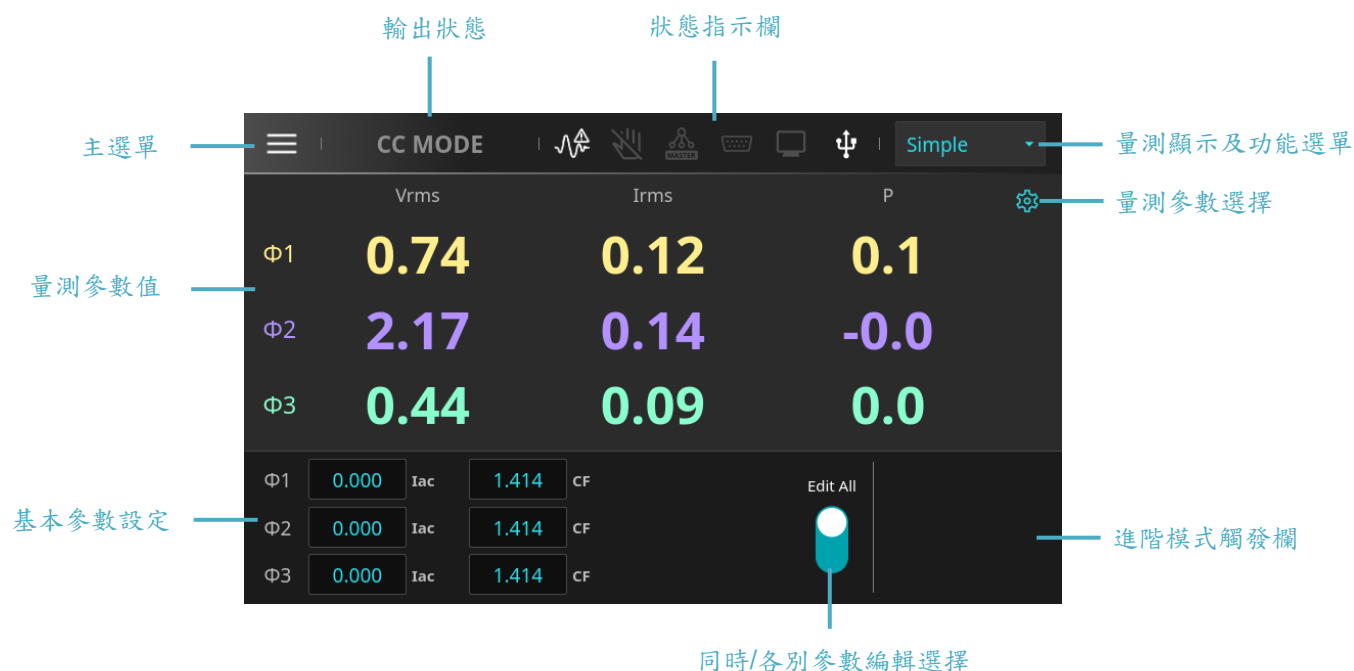 輸出狀態
狀態指示欄
主選單
CC MODE
MASTER
Simple
量測顯示及功能選單
Vrms Irms P
量測參數選擇
Φ1 0.74 0.12 0.1
量測參數值
Φ2 2.17 0.14 -0.0
Φ3 0.44 0.09 0.0
Φ1 0.000 Iac 1.414 CF
Edit All
基本參數設定
Φ2 0.000 Iac 1.414 CF
進階模式觸發欄
Φ3 0.000 Iac 1.414 CF
同時/各別參數編輯選擇